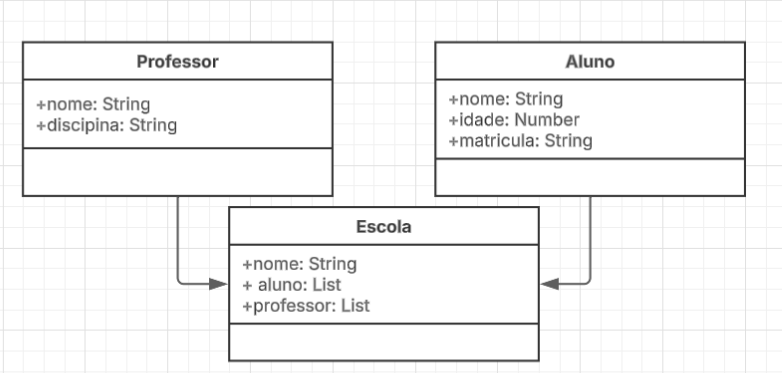 Professor
+nome: String
+discipina: String
Aluno
+nome: String
+idade: Number
+matricula: String
Escola
+nome: String
+ aluno: List
+professor: List